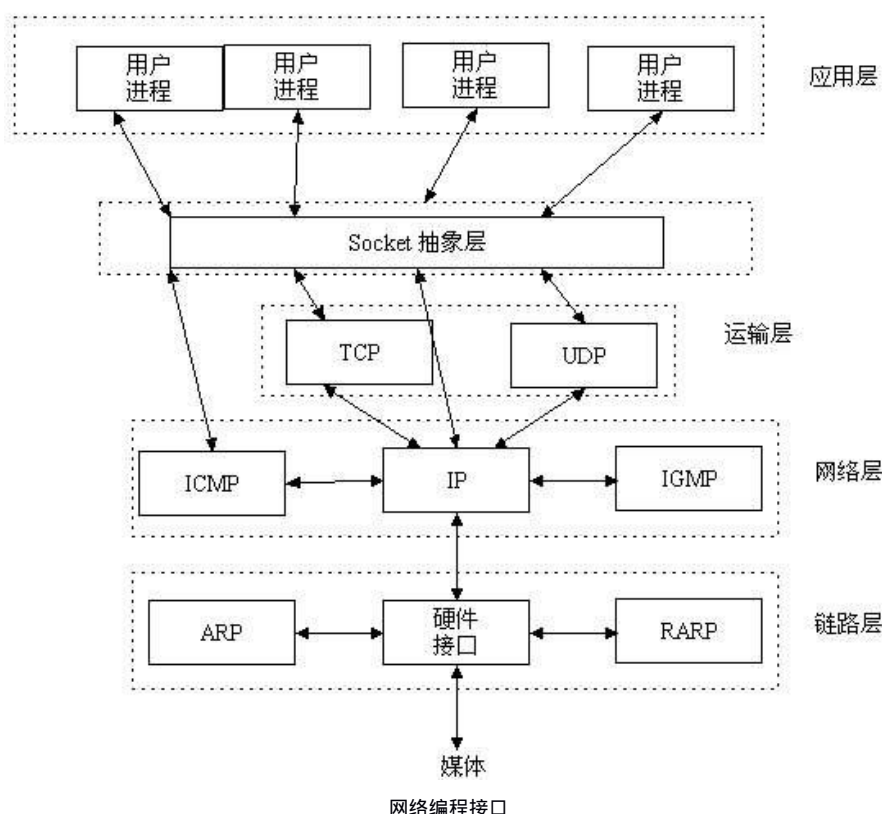 用户
进程
用户
进程
用户
进程
用户
进程
应用层
Socket 抽象层
TCP
UDP
运输层
ICMP
IP
IGMP
网络层
ARP
硬件
接口
RARP
链路层
媒体
网络编程接口